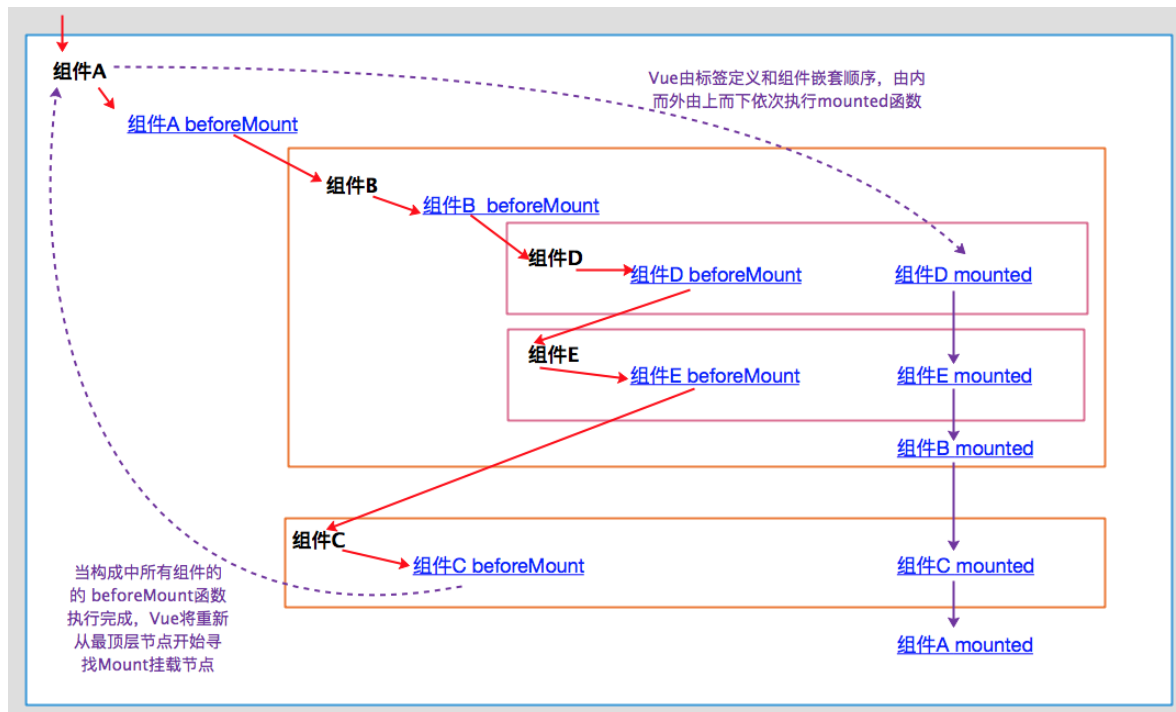 组件A
Vue由标签定义和组件嵌套顺序，由内
而外由上而下依次执行mounted函数
组件A beforeMount
组件B
组件B beforeMount
组件D
组件D beforeMount
组件D mounted
组件E
组件E beforeMount
组件E mounted
组件B mounted
组件C
组件C beforeMount
组件C mounted
当构成中所有组件的
的 beforeMount函数
执行完成，Vue将重新
从最顶层节点开始寻
找Mount挂载节点
组件A mounted